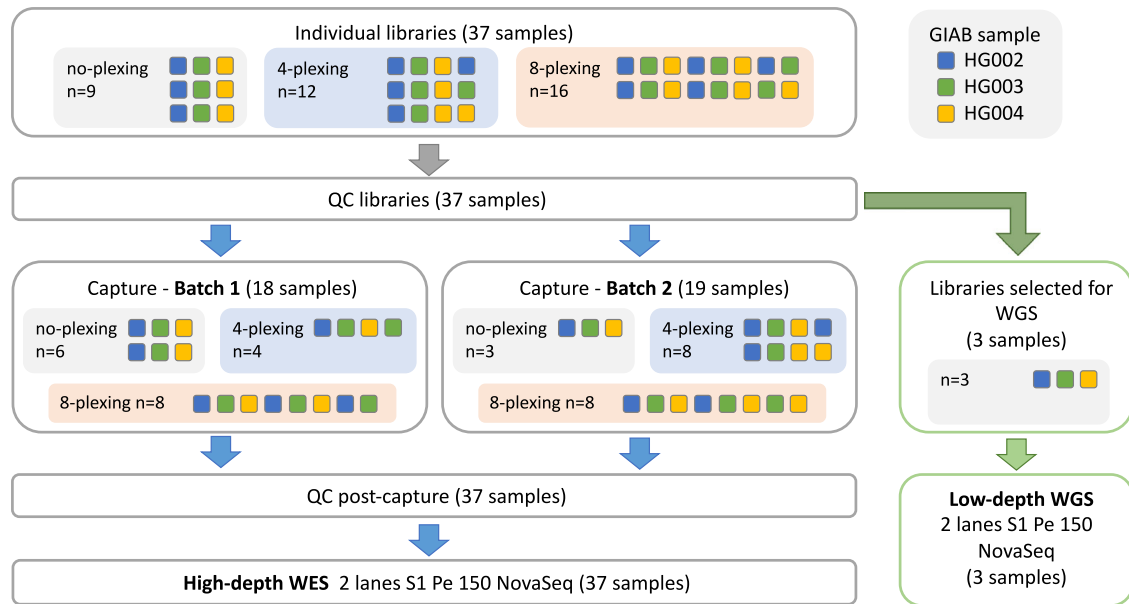 Individual libraries (37 samples)
no-plexing
n=9
4-plexing
n=12
8-plexing
n=16
GIAB sample
HG002
HG003
HG004
QC libraries (37 samples)
Capture - Batch 1 (18 samples)
no-plexing
n=6
4-plexing
n=4
8-plexing n=8
Capture - Batch 2 (19 samples)
no-plexing
n=3
4-plexing
n=8
8-plexing n=8
Libraries selected for
WGS
(3 samples)
n=3
QC post-capture (37 samples)
High-depth WES 2 lanes S1 Pe 150 NovaSeq (37 samples)
Low-depth WGS
2 lanes S1 Pe 150
NovaSeq
(3 samples)